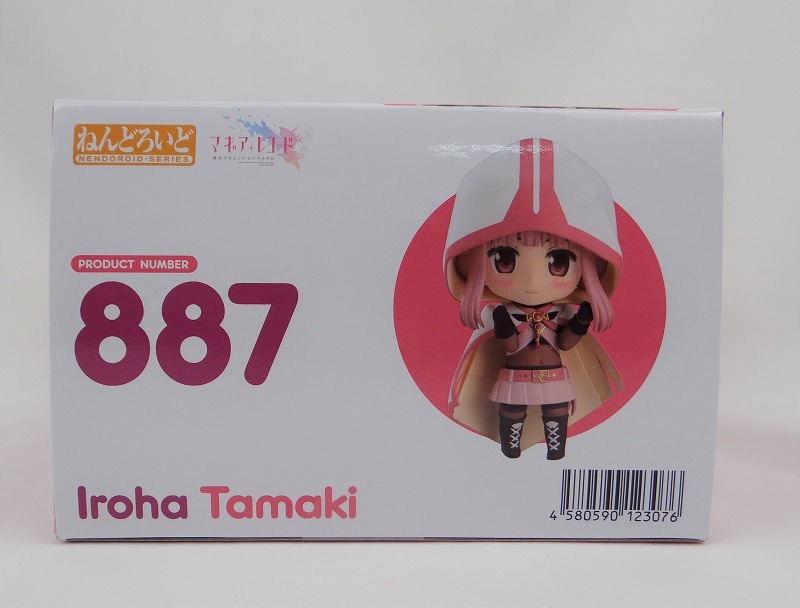 ねんどろいど
NENDOROID·SERIES
マギアレコード
PRODUCT NUMBER
887
Iroha Tamaki
4 580590 123076